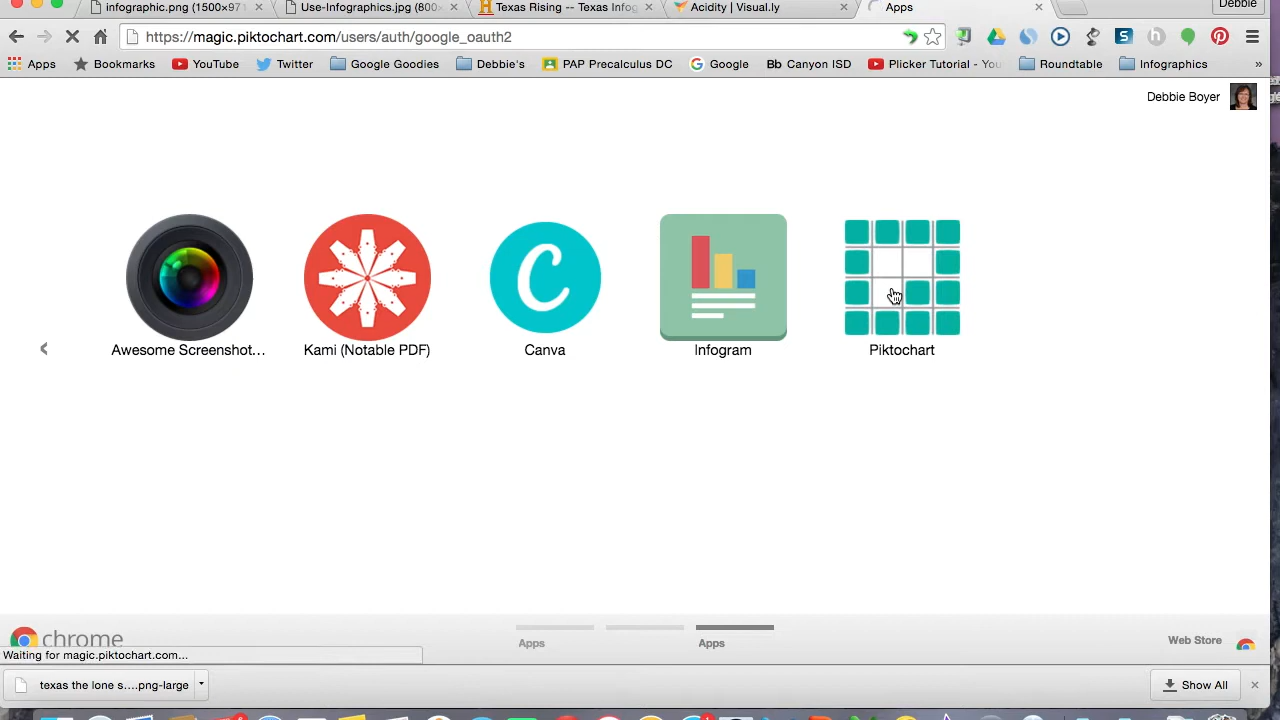 infographic.png (1500×971
Use-Infographics.jpg (800×
Texas Rising -- Texas Infog
Acidity | Visual.ly
Apps
Debbie
https://magic.piktochart.com/users/auth/google_oauth2
Apps
Bookmarks
YouTube
Twitter
Google Goodies
Debbie's
PAP Precalculus DC
Google
Bb Canyon ISD
Plicker Tutorial - You
Roundtable
Infographics
»
Debbie Boyer
Awesome Screenshot...
Kami (Notable PDF)
Canva
Infogram
Piktochart
chrome
Apps
Apps
Web Store
Waiting for magic.piktochart.com...
texas the lone s....png-large
Show All